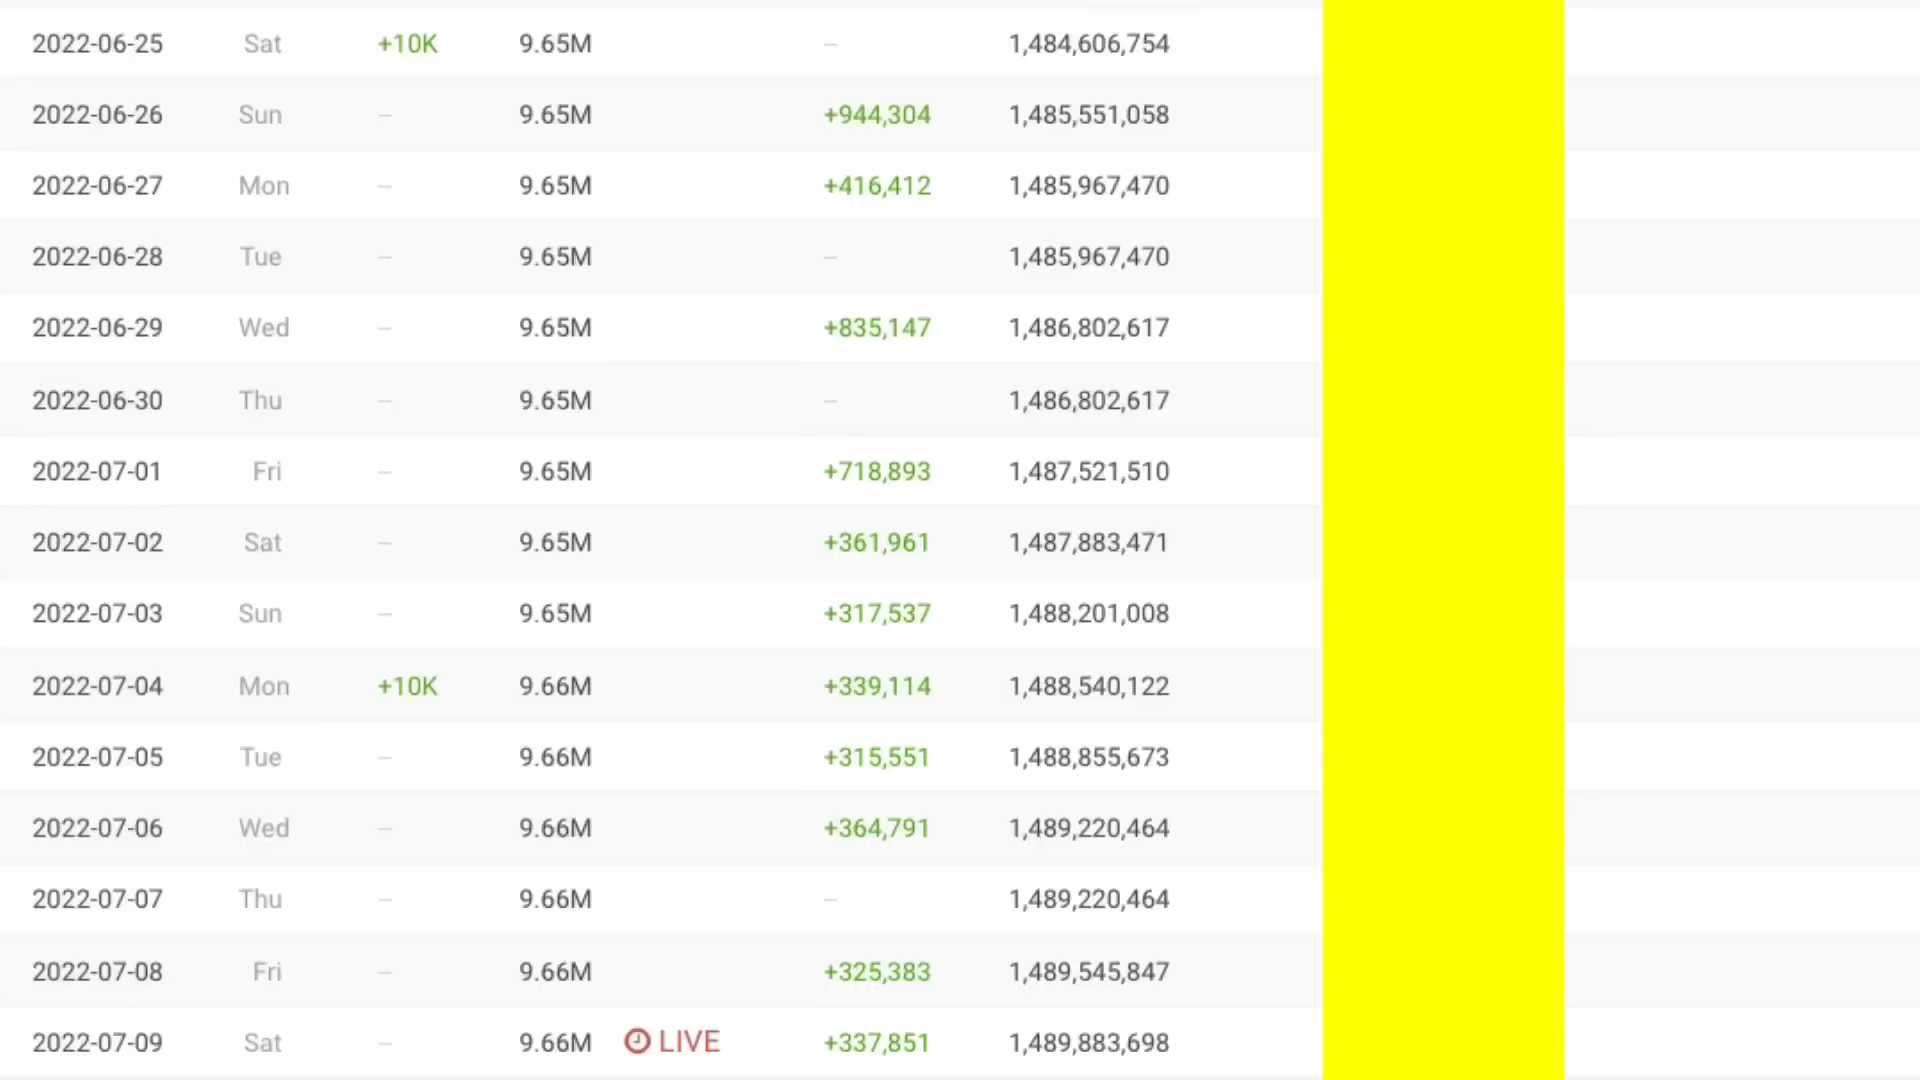 2022-06-25 Sat +10K 9.65M – 1,484,606,754
2022-06-26 Sun – 9.65M +944,304 1,485,551,058
2022-06-27 Mon – 9.65M +416,412 1,485,967,470
2022-06-28 Tue – 9.65M – 1,485,967,470
2022-06-29 Wed – 9.65M +835,147 1,486,802,617
2022-06-30 Thu – 9.65M – 1,486,802,617
2022-07-01 Fri – 9.65M +718,893 1,487,521,510
2022-07-02 Sat – 9.65M +361,961 1,487,883,471
2022-07-03 Sun – 9.65M +317,537 1,488,201,008
2022-07-04 Mon +10K 9.66M +339,114 1,488,540,122
2022-07-05 Tue – 9.66M +315,551 1,488,855,673
2022-07-06 Wed – 9.66M +364,791 1,489,220,464
2022-07-07 Thu – 9.66M – 1,489,220,464
2022-07-08 Fri – 9.66M +325,383 1,489,545,847
2022-07-09 Sat – 9.66M LIVE +337,851 1,489,883,698